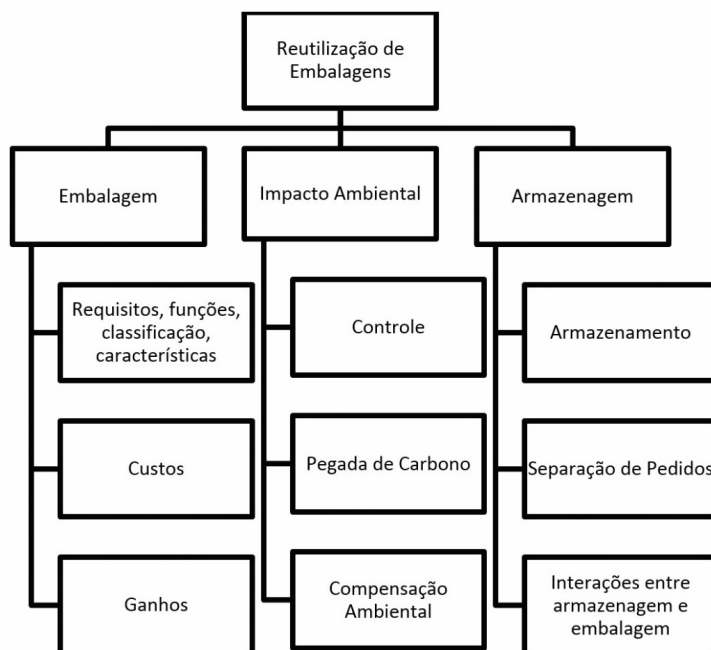 Reutilização de
Embalagens
Embalagem
Impacto Ambiental
Armazenagem
Requisitos, funções,
classificação,
características
Controle
Armazenamento
Custos
Pegada de Carbono
Separação de Pedidos
Ganhos
Compensação
Ambiental
Interações entre
armazenagem e
embalagem